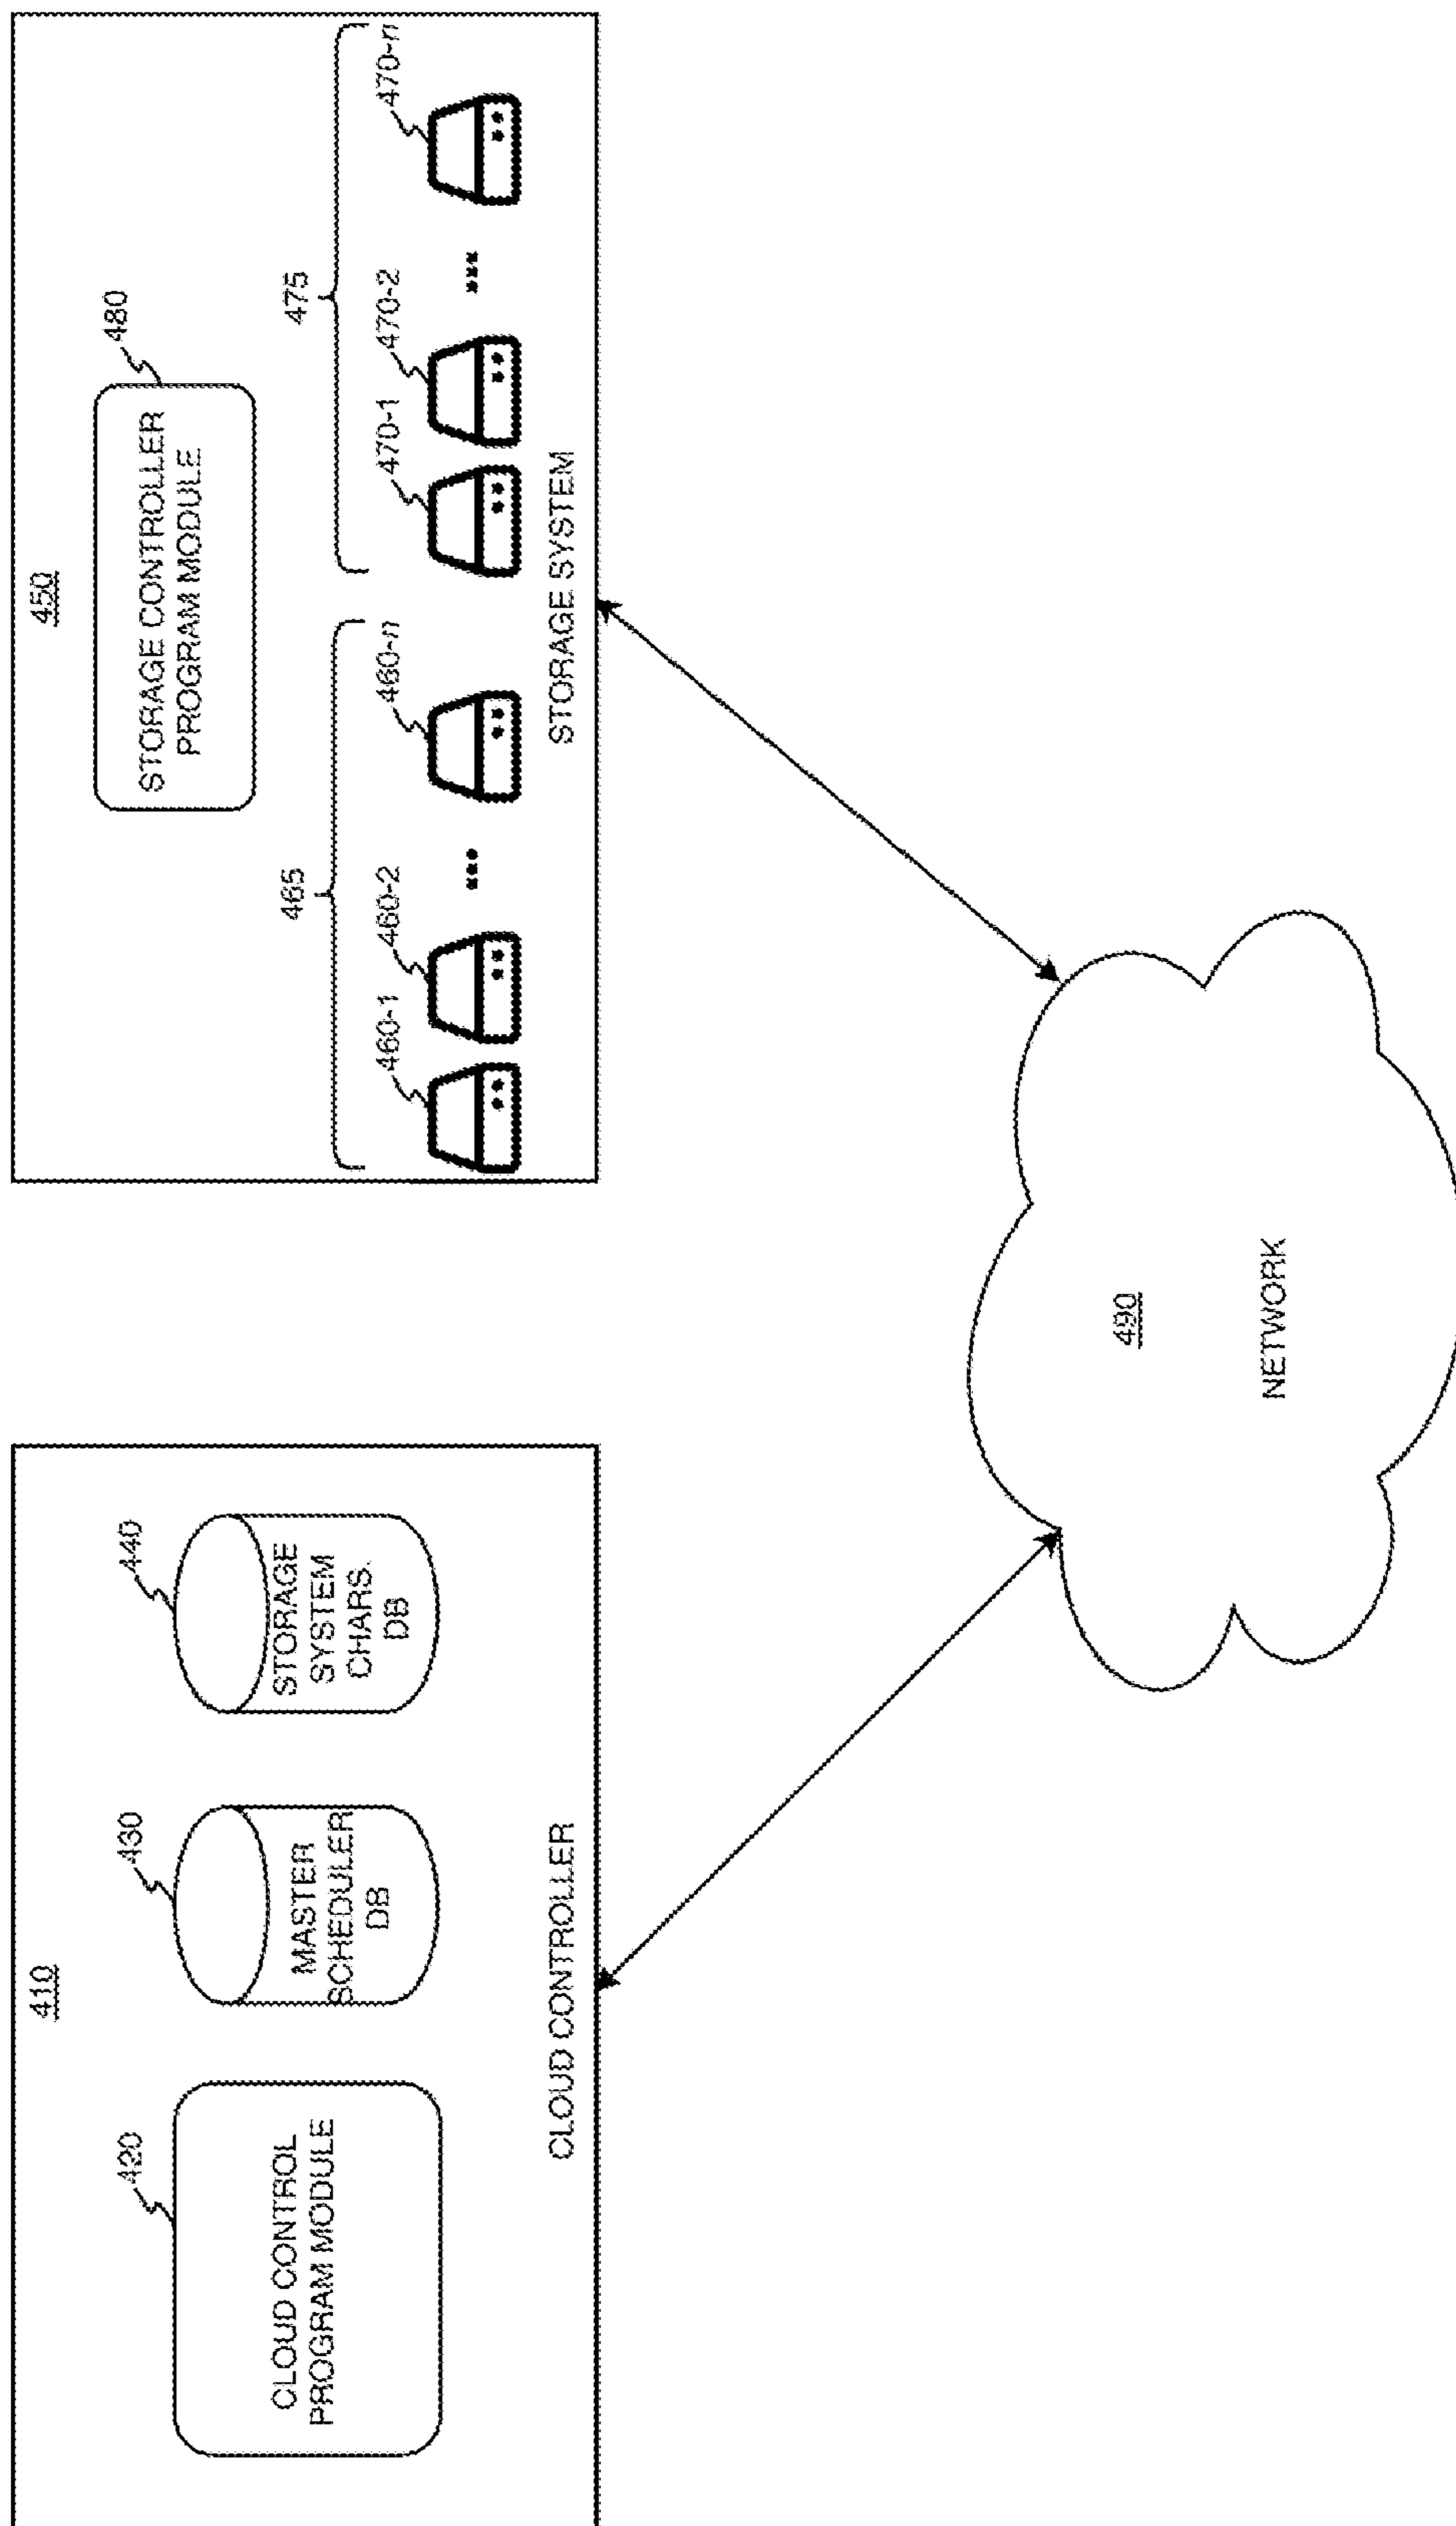 410
420
CLOUD CONTROL
PROGRAM MODULE
430
MASTER
SCHEDULER
DB
440
STORAGE
SYSTEM
CHARS.
DB
CLOUD CONTROLLER
450
480
STORAGE CONTROLLER
PROGRAM MODULE
465
460-1
460-2
460-n
475
470-1
470-2
470-n
STORAGE SYSTEM
490
NETWORK